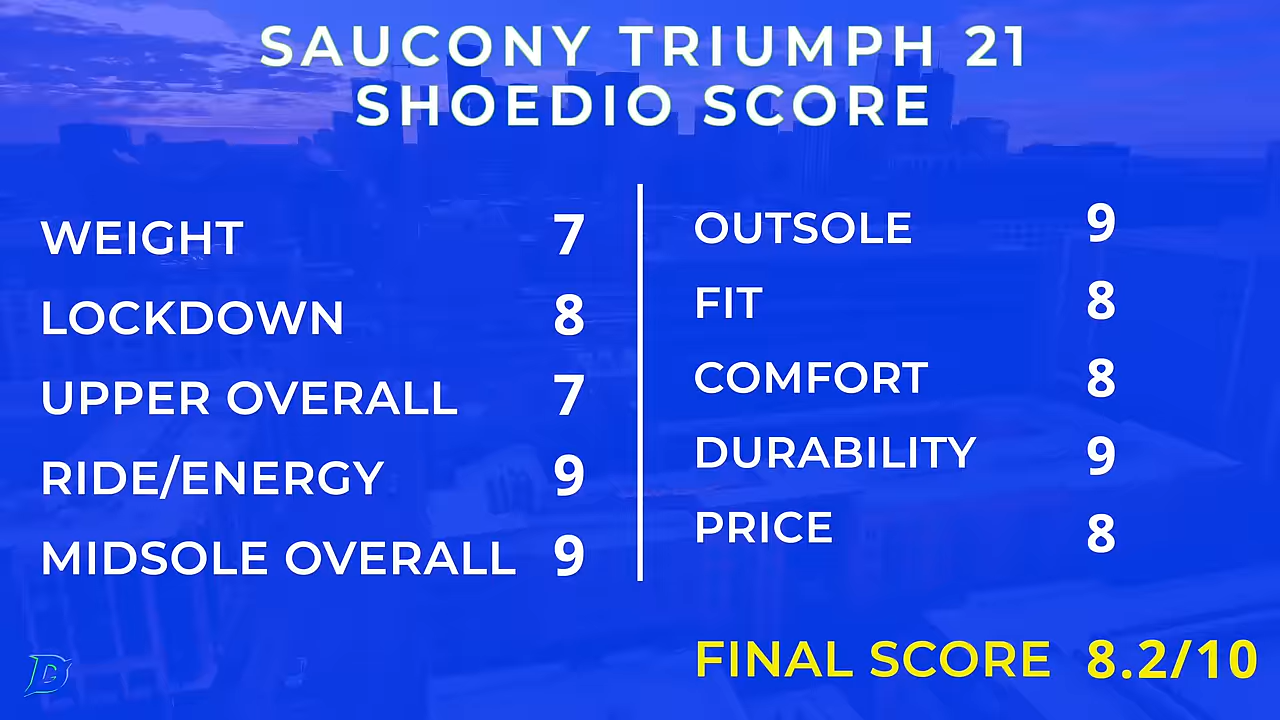 SAUCONY TRIUMPH 21
SHOEDIO SCORE
WEIGHT 7
LOCKDOWN 8
UPPER OVERALL 7
RIDE/ENERGY 9
MIDSOLE OVERALL 9
OUTSOLE 9
FIT 8
COMFORT 8
DURABILITY 9
PRICE 8
FINAL SCORE 8.2/10